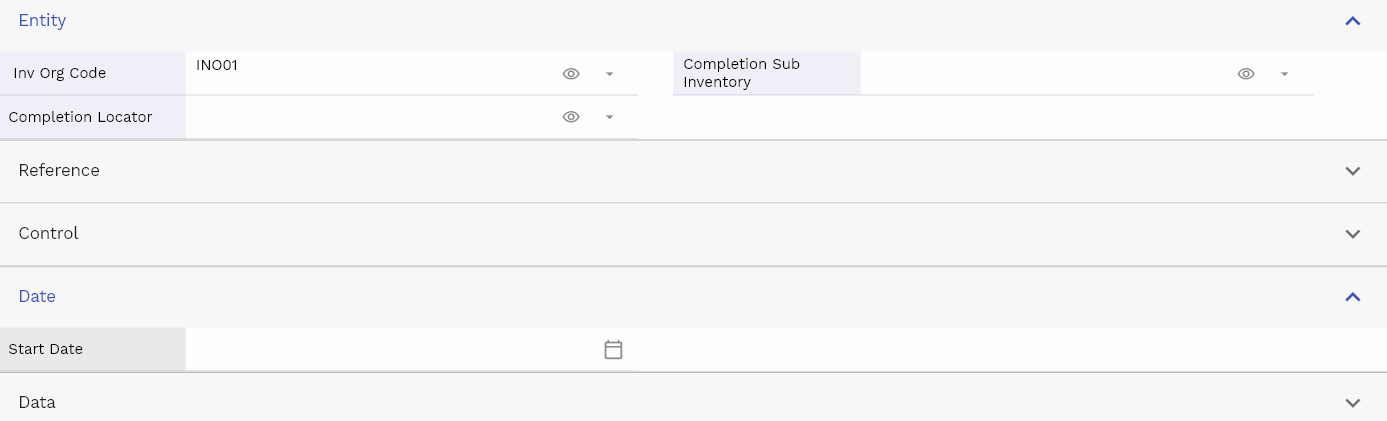 Entity
Inv Org Code
INO01
Completion Sub
Inventory
Completion Locator
Reference
Control
Date
Start Date
Data